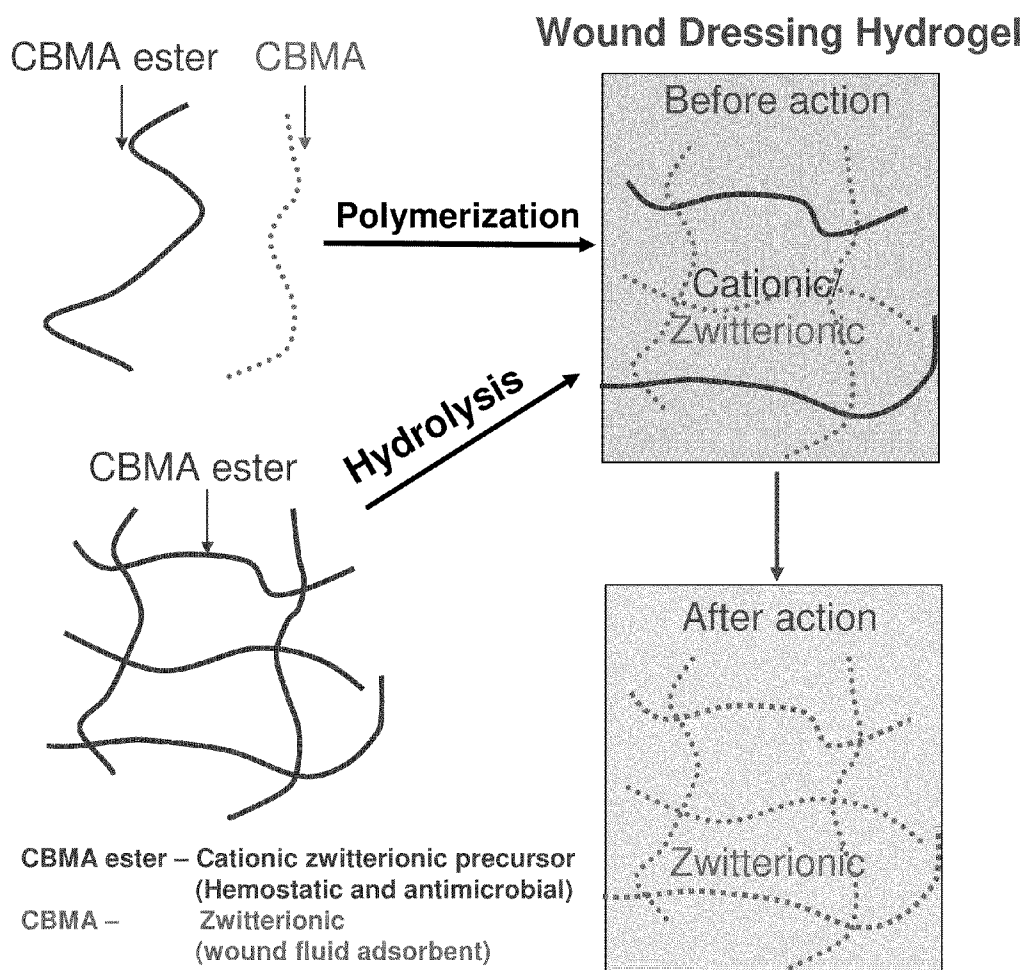 Wound Dressing Hydrogel
CBMA ester
CBMA
Before action
Polymerization
Cationic/
Zwitterionic
Hydrolysis
CBMA ester
After action
Zwitterionic
CBMA ester – Cationic zwitterionic precursor
(Hemostatic and antimicrobial)
CBMA – Zwitterionic
(wound fluid adsorbent)